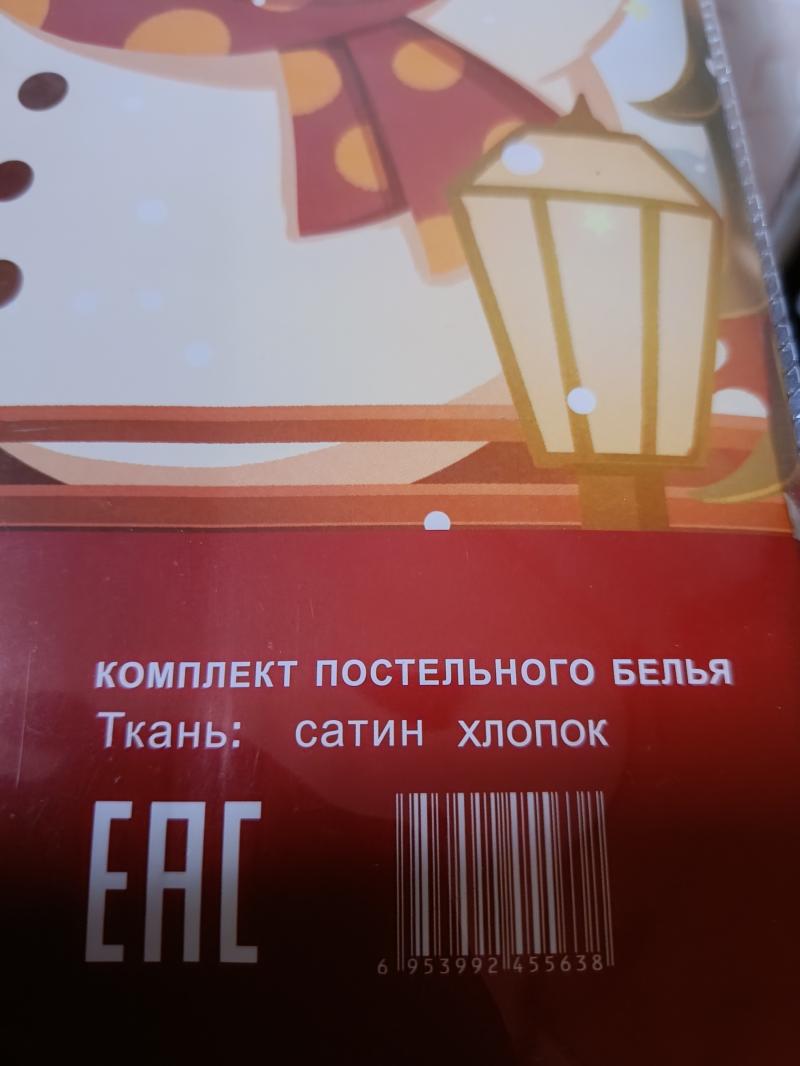 КОМПЛЕКТ ПОСТЕЛЬНОГО БЕЛЬЯ
Ткань: сатин хлопок
EAC
6 953992 455638